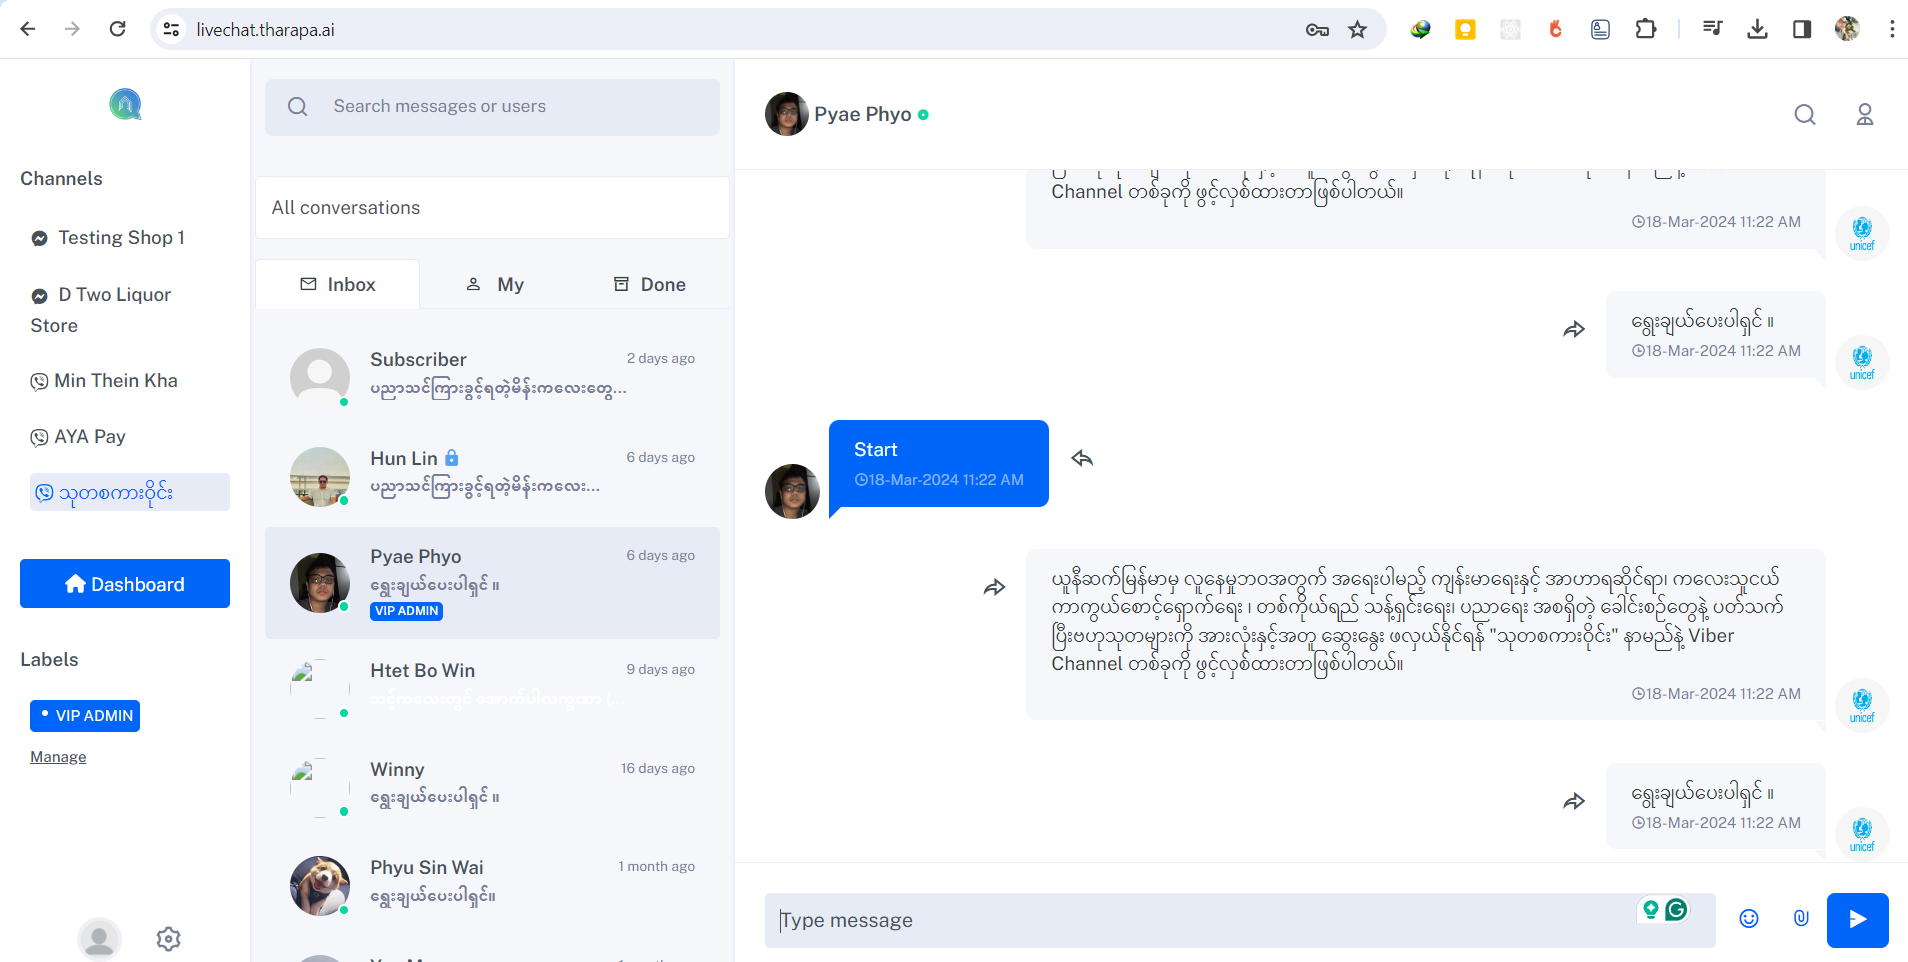 livechat.tharapa.ai
Channels
Testing Shop 1
D Two Liquor
Store
Min Thein Kha
AYA Pay
သုတစကားဝိုင်း
Dashboard
Labels
VIP ADMIN
Manage
Search messages or users
All conversations
Inbox
My
Done
Subscriber
2 days ago
ပညာသင်ကြားခွင့်ရတဲ့မိန်းကလေးတွေ...
Hun Lin
6 days ago
ပညာသင်ကြားခွင့်ရတဲ့မိန်းကလေး...
Pyae Phyo
6 days ago
ရွေးချယ်ပေးပါရှင် ။
VIP ADMIN
Htet Bo Win
9 days ago
သင့်ကလေးတွင် အောက်ပါလက္ခဏာ (...
Winny
16 days ago
ရွေးချယ်ပေးပါရှင် ။
Phyu Sin Wai
1 month ago
ရွေးချယ်ပေးပါရှင်။
Pyae Phyo
Channel တစ်ခုကို ဖွင့်လှစ်ထားတာဖြစ်ပါတယ်။
18-Mar-2024 11:22 AM
unicef
ရွေးချယ်ပေးပါရှင် ။
18-Mar-2024 11:22 AM
unicef
Start
18-Mar-2024 11:22 AM
ယူနီဆက်မြန်မာမှ လူနေမှုဘဝအတွက် အရေးပါမည့် ကျန်းမာရေးနှင့် အာဟာရဆိုင်ရာ၊ ကလေးသူငယ်
ကာကွယ်စောင့်ရှောက်ရေး ၊ တစ်ကိုယ်ရည် သန့်ရှင်းရေး၊ ပညာရေး အစရှိတဲ့ ခေါင်းစဉ်တွေနဲ့ ပတ်သက်
ပြီးဗဟုသုတများကို အားလုံးနှင့်အတူ ဆွေးနွေး ဖလှယ်နိုင်ရန် "သုတစကားဝိုင်း" နာမည်နဲ့ Viber
Channel တစ်ခုကို ဖွင့်လှစ်ထားတာဖြစ်ပါတယ်။
18-Mar-2024 11:22 AM
unicef
ရွေးချယ်ပေးပါရှင် ။
18-Mar-2024 11:22 AM
unicef
Type message